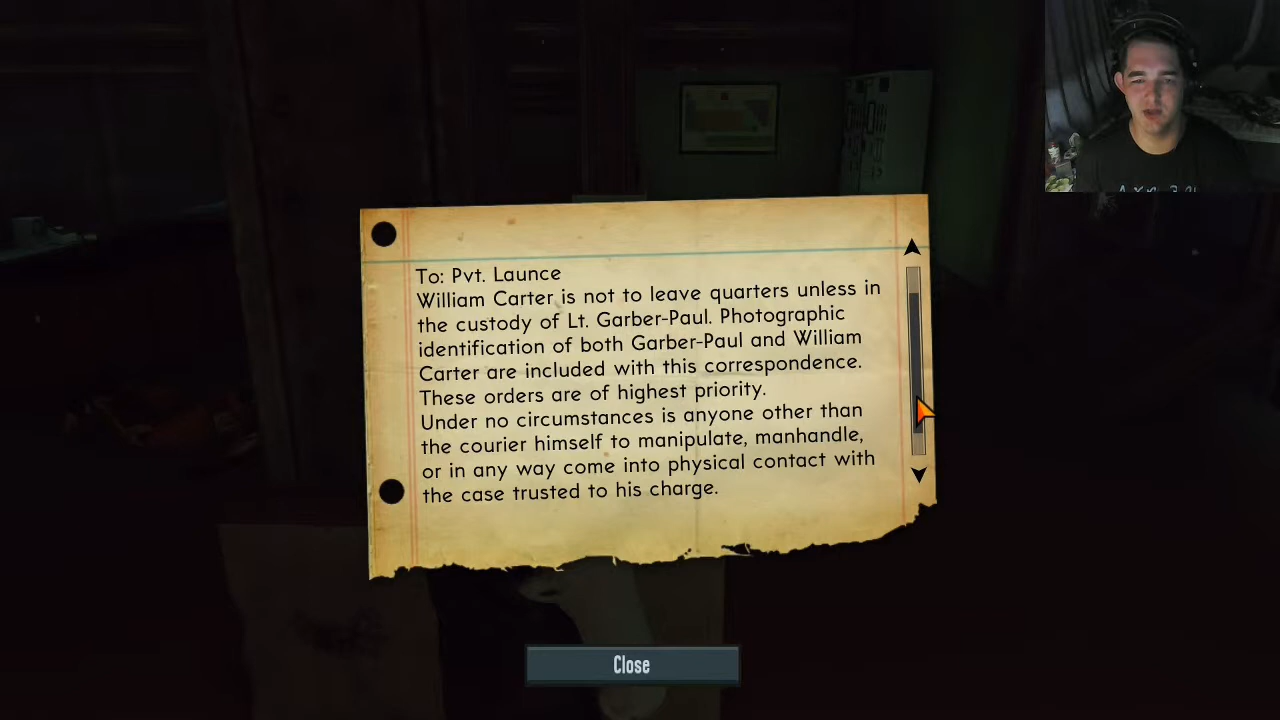 To: Pvt. Launce
William Carter is not to leave quarters unless in
the custody of Lt. Garber-Paul. Photographic
identification of both Garber-Paul and William
Carter are included with this correspondence.
These orders are of highest priority.
Under no circumstances is anyone other than
the courier himself to manipulate, manhandle,
or in any way come into physical contact with
the case trusted to his charge.
Close